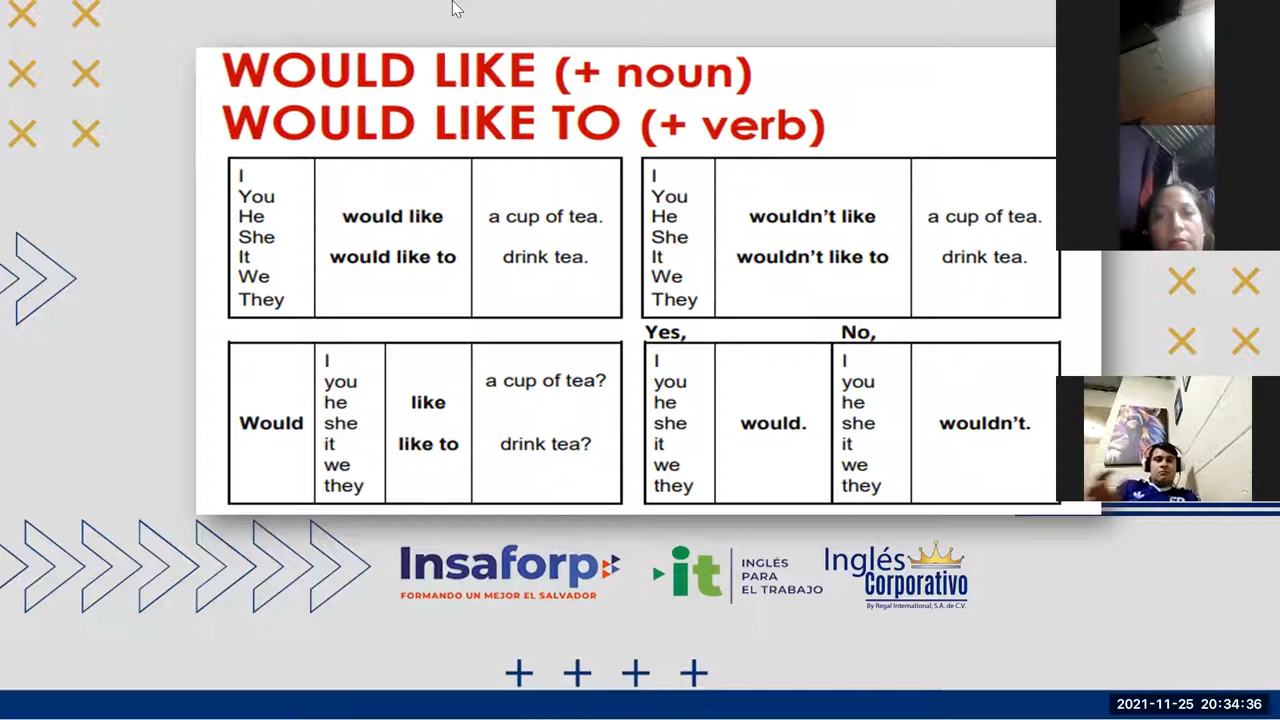 WOULD LIKE (+ noun)
WOULD LIKE TO (+ verb)
I
You
He
She
It
We
They
would like
would like to
a cup of tea.
drink tea.
I
You
He
She
It
We
They
wouldn't like
wouldn't like to
a cup of tea.
drink tea.
Would
I
you
he
she
it
we
they
like
like to
a cup of tea?
drink tea?
Yes,
I
you
he
she
it
we
they
would.
No,
I
you
he
she
it
we
they
wouldn't.
Insaforp
FORMANDO UN MEJOR EL SALVADOR
it
INGLÉS
PARA
EL TRABAJO
Inglés
Corporativo
By Regal International, S.A. de C.V.
2021-11-25 20:34:36